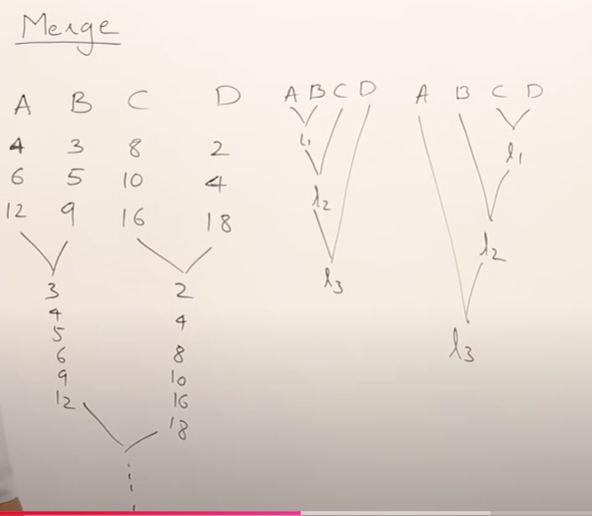 Merge
A B C D
4 3 8 2
6 5 10 4
12 9 16 18
3 2
4 4
5 8
6 10
9 16
12 18
A B C D
l1
l2
l3
A B C D
l1
l2
l3